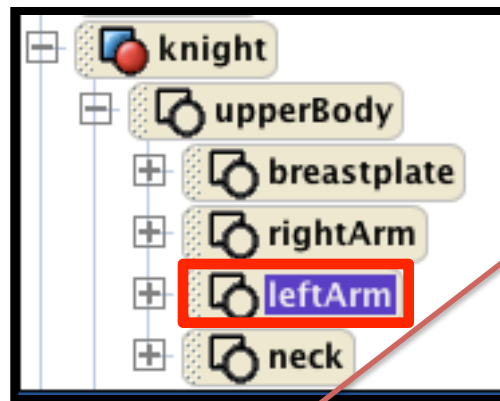 knight
upperBody
breastplate
rightArm
leftArm
neck